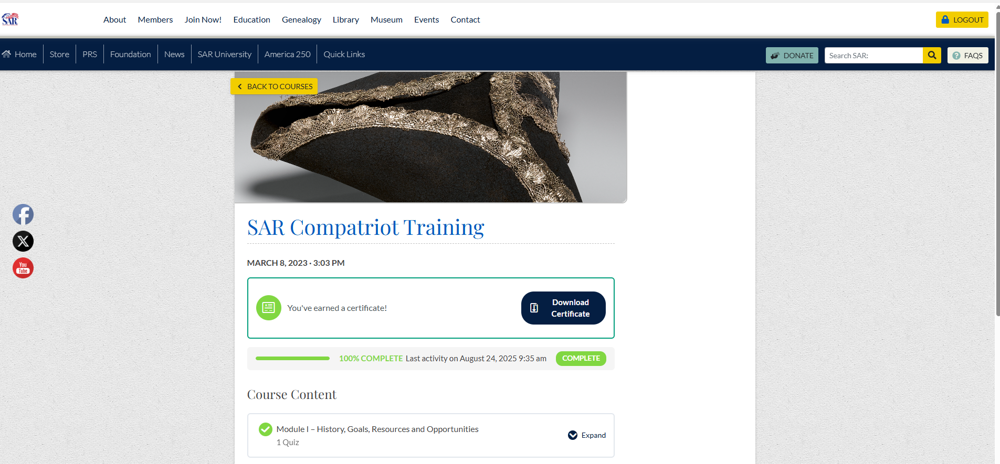 SAR
About Members Join Now! Education Genealogy Library Museum Events Contact
LOGOUT
Home Store PRS Foundation News SAR University America 250 Quick Links
DONATE
Search SAR:
FAQS
BACK TO COURSES
SAR Compatriot Training
MARCH 8, 2023 · 3:03 PM
You've earned a certificate!
Download
Certificate
100% COMPLETE Last activity on August 24, 2025 9:35 am COMPLETE
Course Content
Module I – History, Goals, Resources and Opportunities
1 Quiz
Expand
You
Tube